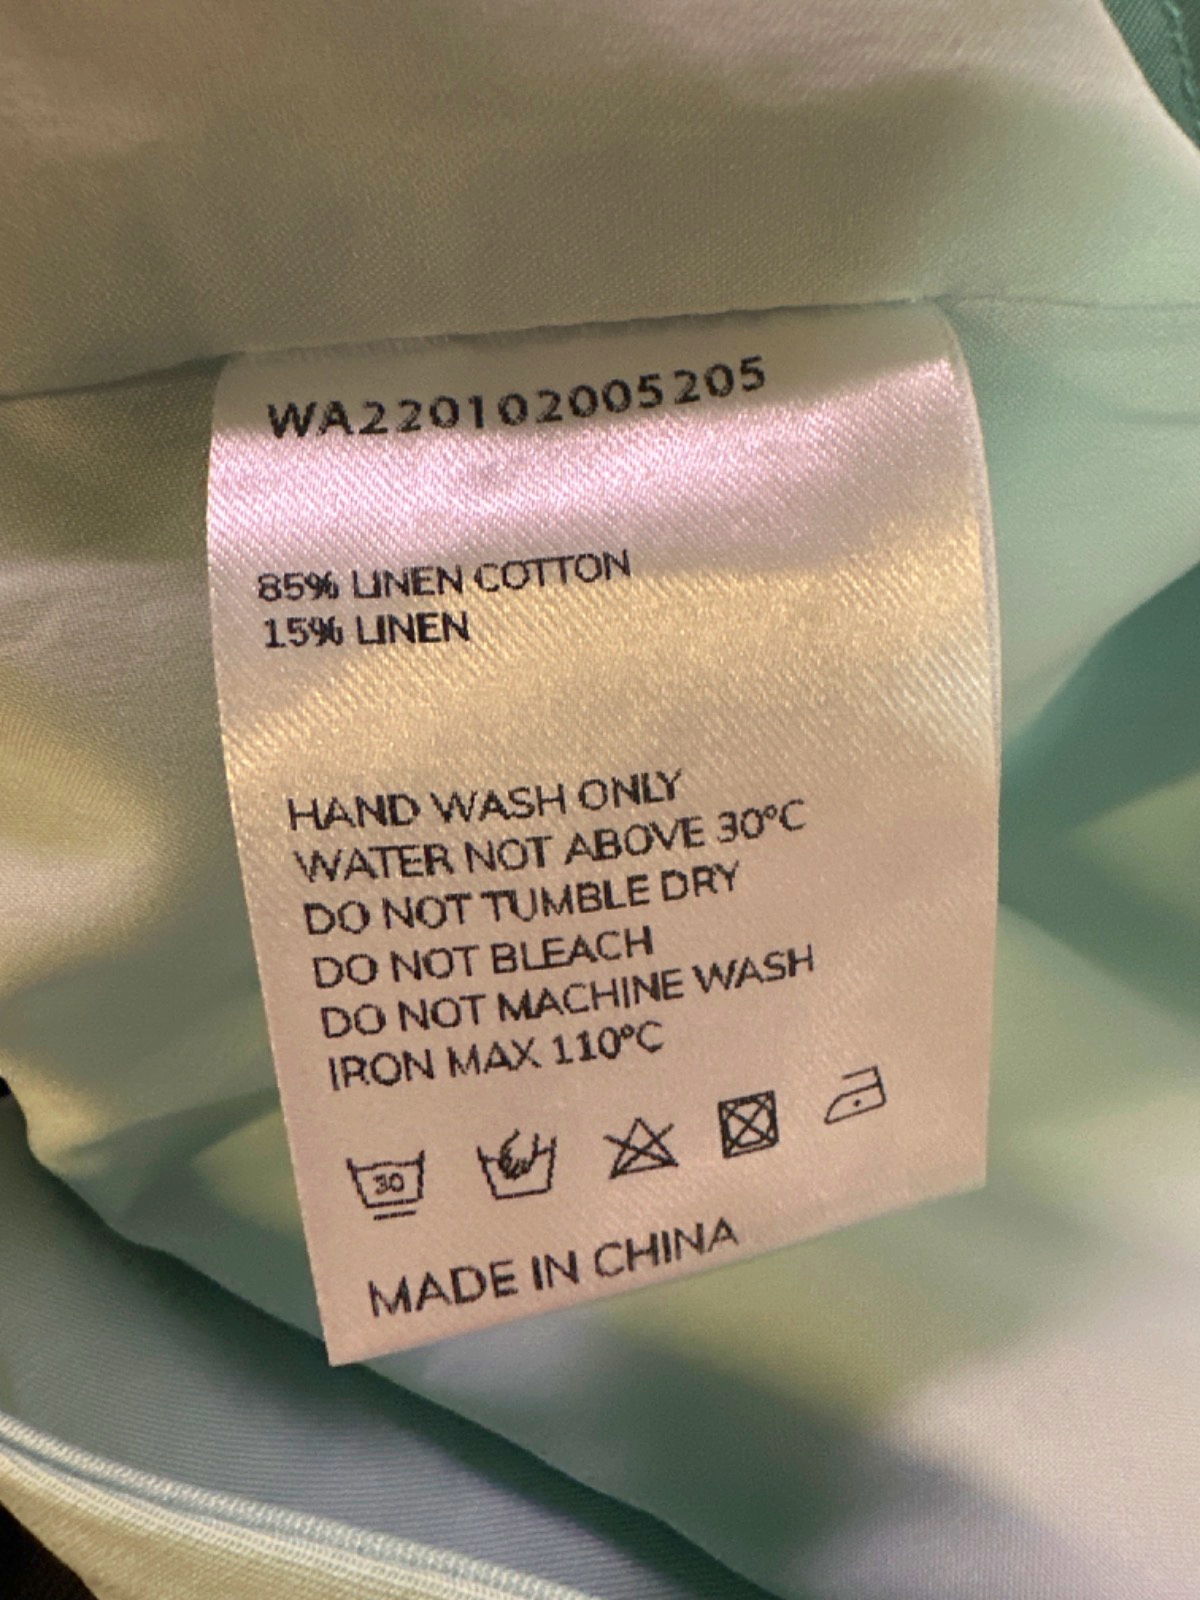 WA220102005205
85% LINEN COTTON
15% LINEN
HAND WASH ONLY
WATER NOT ABOVE 30°C
DO NOT TUMBLE DRY
DO NOT BLEACH
DO NOT MACHINE WASH
IRON MAX 110°C
30
MADE IN CHINA